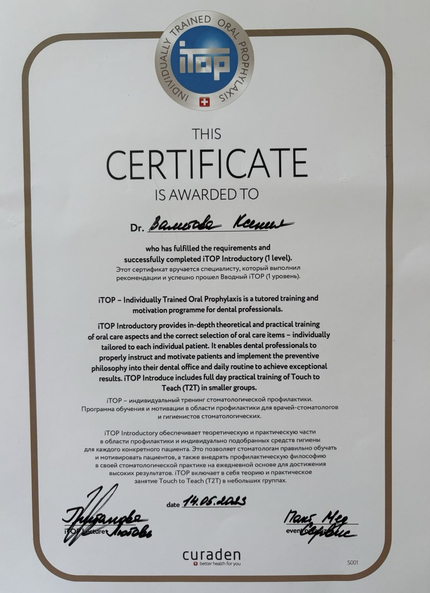 INDIVIDUALLY TRAINED ORAL PROPHYLAXIS
iTOP
THIS
CERTIFICATE
IS AWARDED TO
Dr. Валитова Ксения
who has fulfilled the requirements and
successfully completed iTOP Introductory (1 level).
Этот сертификат вручается специалисту, который выполнил
рекомендации и успешно прошел Вводный iTOP (1 уровень).
iTOP – Individually Trained Oral Prophylaxis is a tutored training and
motivation programme for dental professionals.
iTOP Introductory provides in-depth theoretical and practical training
of oral care aspects and the correct selection of oral care items – individually
tailored to each individual patient. It enables dental professionals to
properly instruct and motivate patients and implement the preventive
philosophy into their dental office and daily routine to achieve exceptional
results. iTOP Introduce includes full day practical training of Touch to
Teach (T2T) in smaller groups.
iTOP – индивидуальный тренинг стоматологической профилактики.
Программа обучения и мотивации в области профилактики для врачей-стоматологов
и гигиенистов стоматологических.
iTOP Introductory обеспечивает теоретическую и практическую части
в области профилактики и индивидуально подобранных средств гигиены
для каждого конкретного пациента. Это позволяет стоматологам правильно обучать
и мотивировать пациентов, а также внедрять профилактическую философию
в своей стоматологической практике на ежедневной основе для достижения
высоких результатов. iTOP включает в себя теорию и практическое
занятие Touch to Teach (T2T) в небольших группах.
date 14.05.2023
Любовь
Сервис
curaden
better health for you
S001